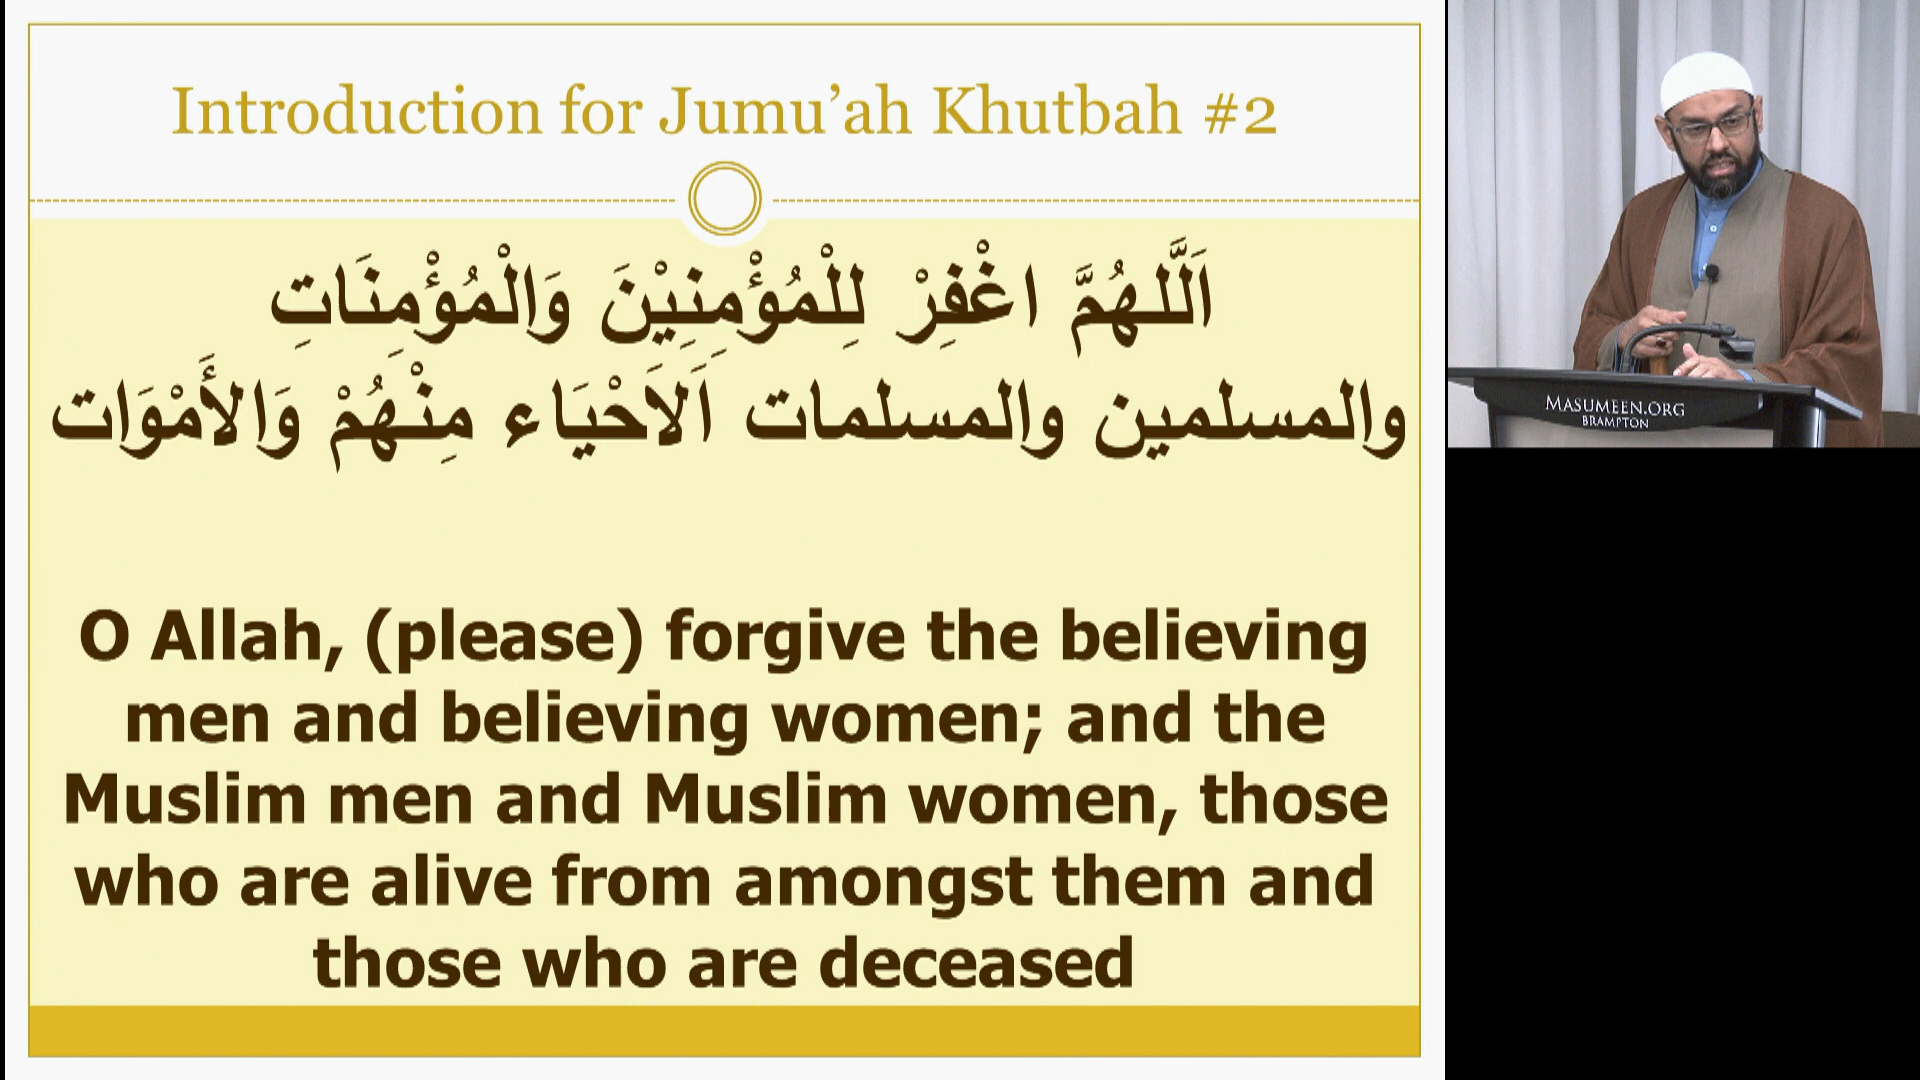 Introduction for Jumu’ah Khutbah #2
اَللّٰهُمَّ اغْفِرْ لِلْمُؤْمِنِيْنَ وَالْمُؤْمِنَاتِ
والمسلمين والمسلمات اَلاَحْيَاء مِنْهُمْ وَالأَمْوَات
O Allah, (please) forgive the believing
men and believing women; and the
Muslim men and Muslim women, those
who are alive from amongst them and
those who are deceased
MASUMEEN.ORG
BRAMPTON